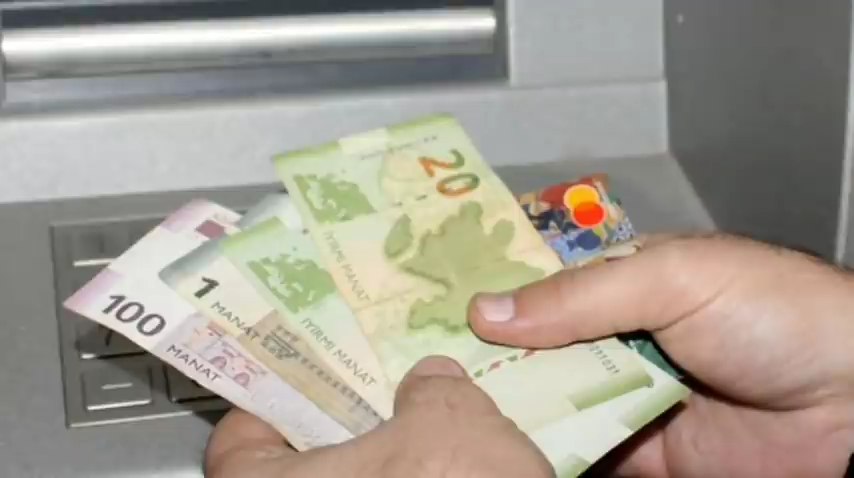 20
İYİRMİ MANAT
1
MANAT
İYİRMİ MANAT
100
MANAT